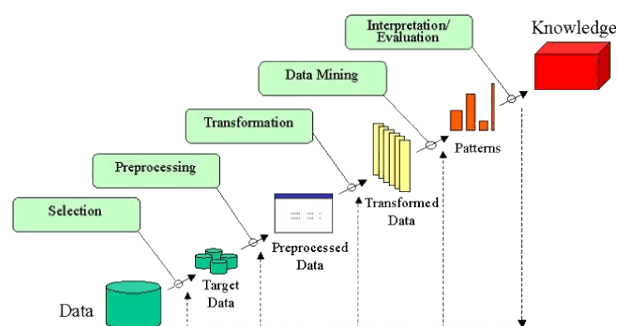 Interpretation/
Evaluation
Knowledge
Data Mining
Transformation
Patterns
Preprocessing
Transformed
Data
Selection
Preprocessed
Data
Target
Data
Data